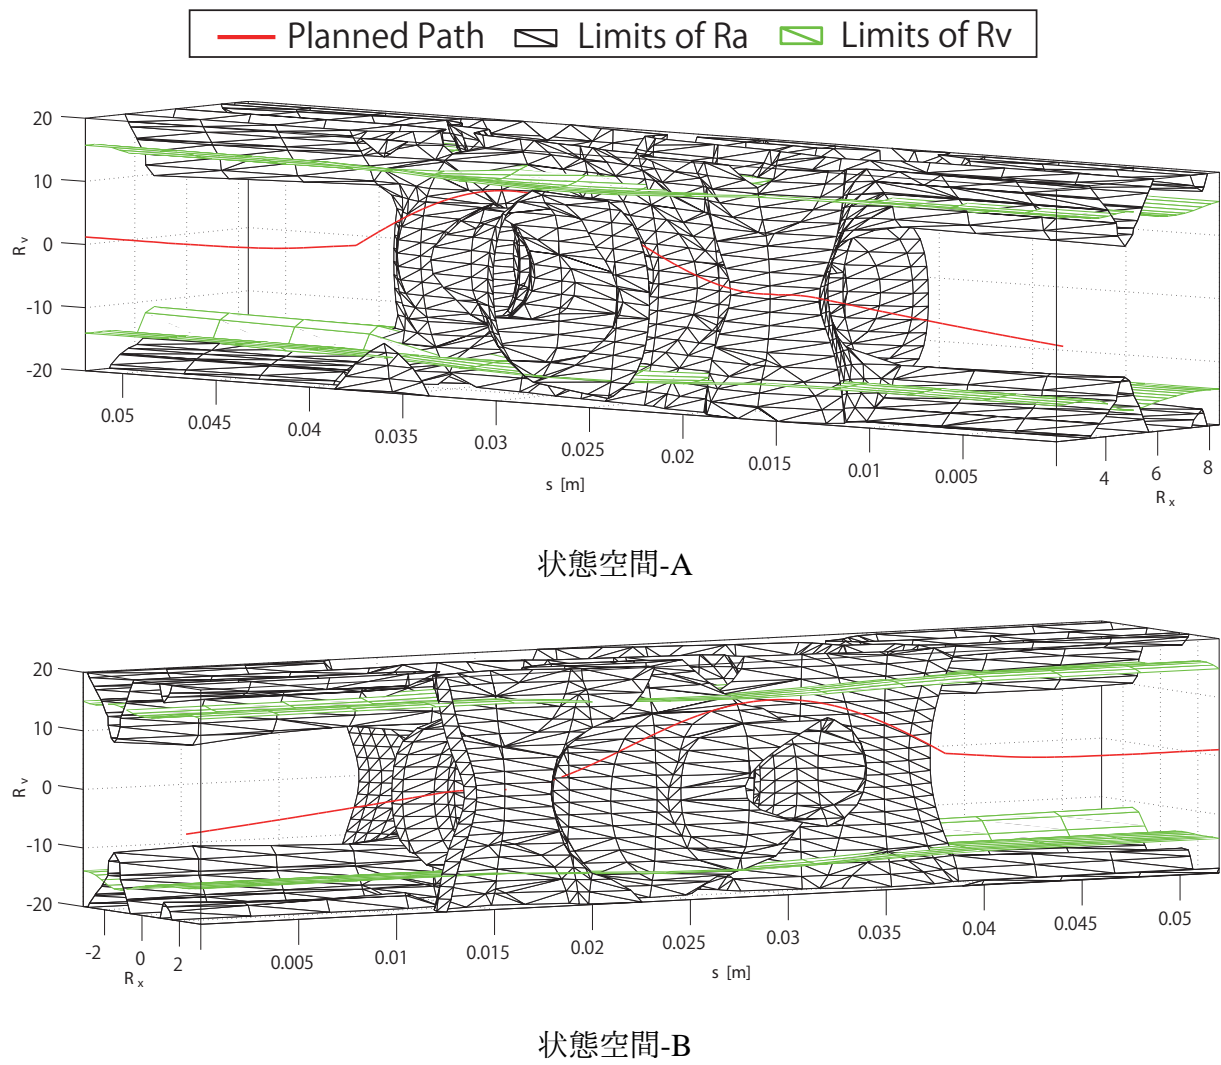 Planned Path Limits of Ra Limits of Rv
20
10
0
-10
-20
Rv
0.05 0.045 0.04 0.035 0.03 0.025 0.02 0.015 0.01 0.005
s [m]
4 6 8
Rx
状態空間-A
20
10
0
-10
-20
Rv
-2 0 2
Rx
0.005 0.01 0.015 0.02 0.025 0.03 0.035 0.04 0.045 0.05
s [m]
状態空間-B